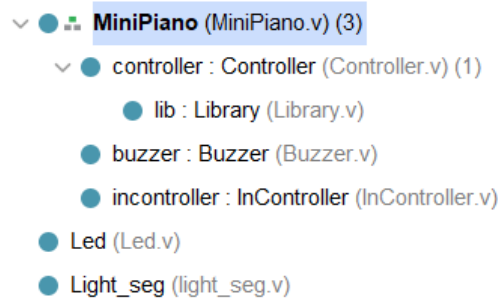 MiniPiano (MiniPiano.v) (3)
controller : Controller (Controller.v) (1)
lib : Library (Library.v)
buzzer : Buzzer (Buzzer.v)
incontroller : InController (InController.v)
Led (Led.v)
Light_seg (light_seg.v)